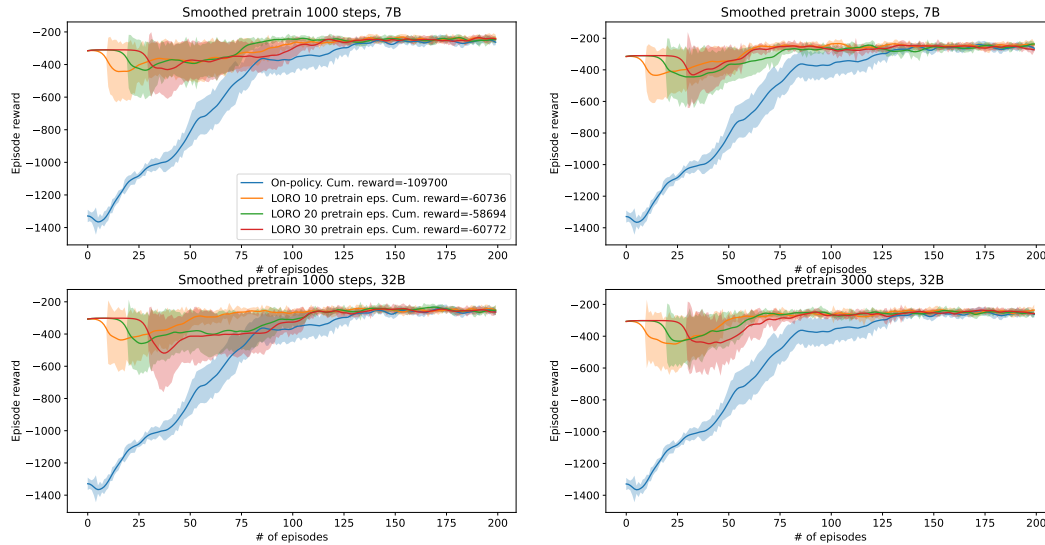 Smoothed pretrain 1000 steps, 7B
Episode reward
−200
−400
−600
−800
−1000
−1200
−1400
On-policy. Cum. reward=-109700
LORO 10 pretrain eps. Cum. reward=-60736
LORO 20 pretrain eps. Cum. reward=-58694
LORO 30 pretrain eps. Cum. reward=-60772
0 25 50 75 100 125 150 175 200
# of episodes
Smoothed pretrain 3000 steps, 7B
Episode reward
−200
−400
−600
−800
−1000
−1200
−1400
0 25 50 75 100 125 150 175 200
# of episodes
Smoothed pretrain 1000 steps, 32B
Episode reward
−200
−400
−600
−800
−1000
−1200
−1400
0 25 50 75 100 125 150 175 200
# of episodes
Smoothed pretrain 3000 steps, 32B
Episode reward
−200
−400
−600
−800
−1000
−1200
−1400
0 25 50 75 100 125 150 175 200
# of episodes